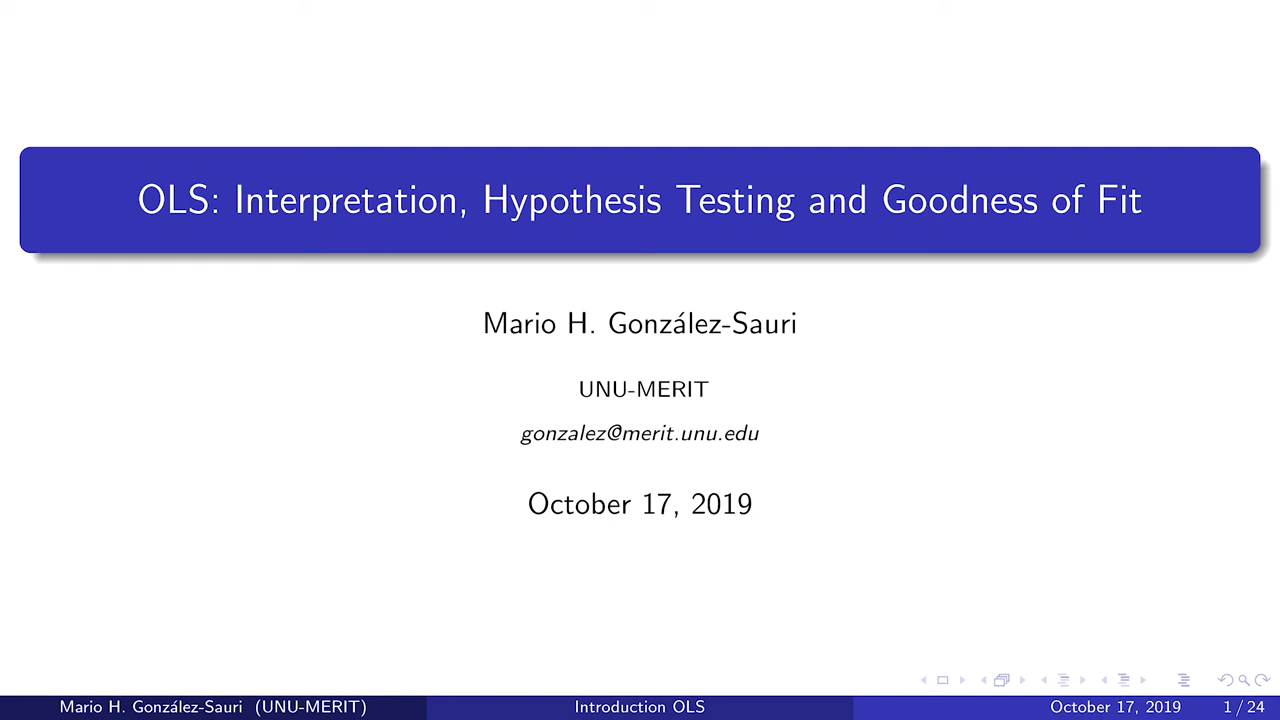 OLS: Interpretation, Hypothesis Testing and Goodness of Fit
Mario H. González-Sauri
UNU-MERIT
gonzalez@merit.unu.edu
October 17, 2019
Mario H. González-Sauri (UNU-MERIT)
Introduction OLS
October 17, 2019
1 / 24